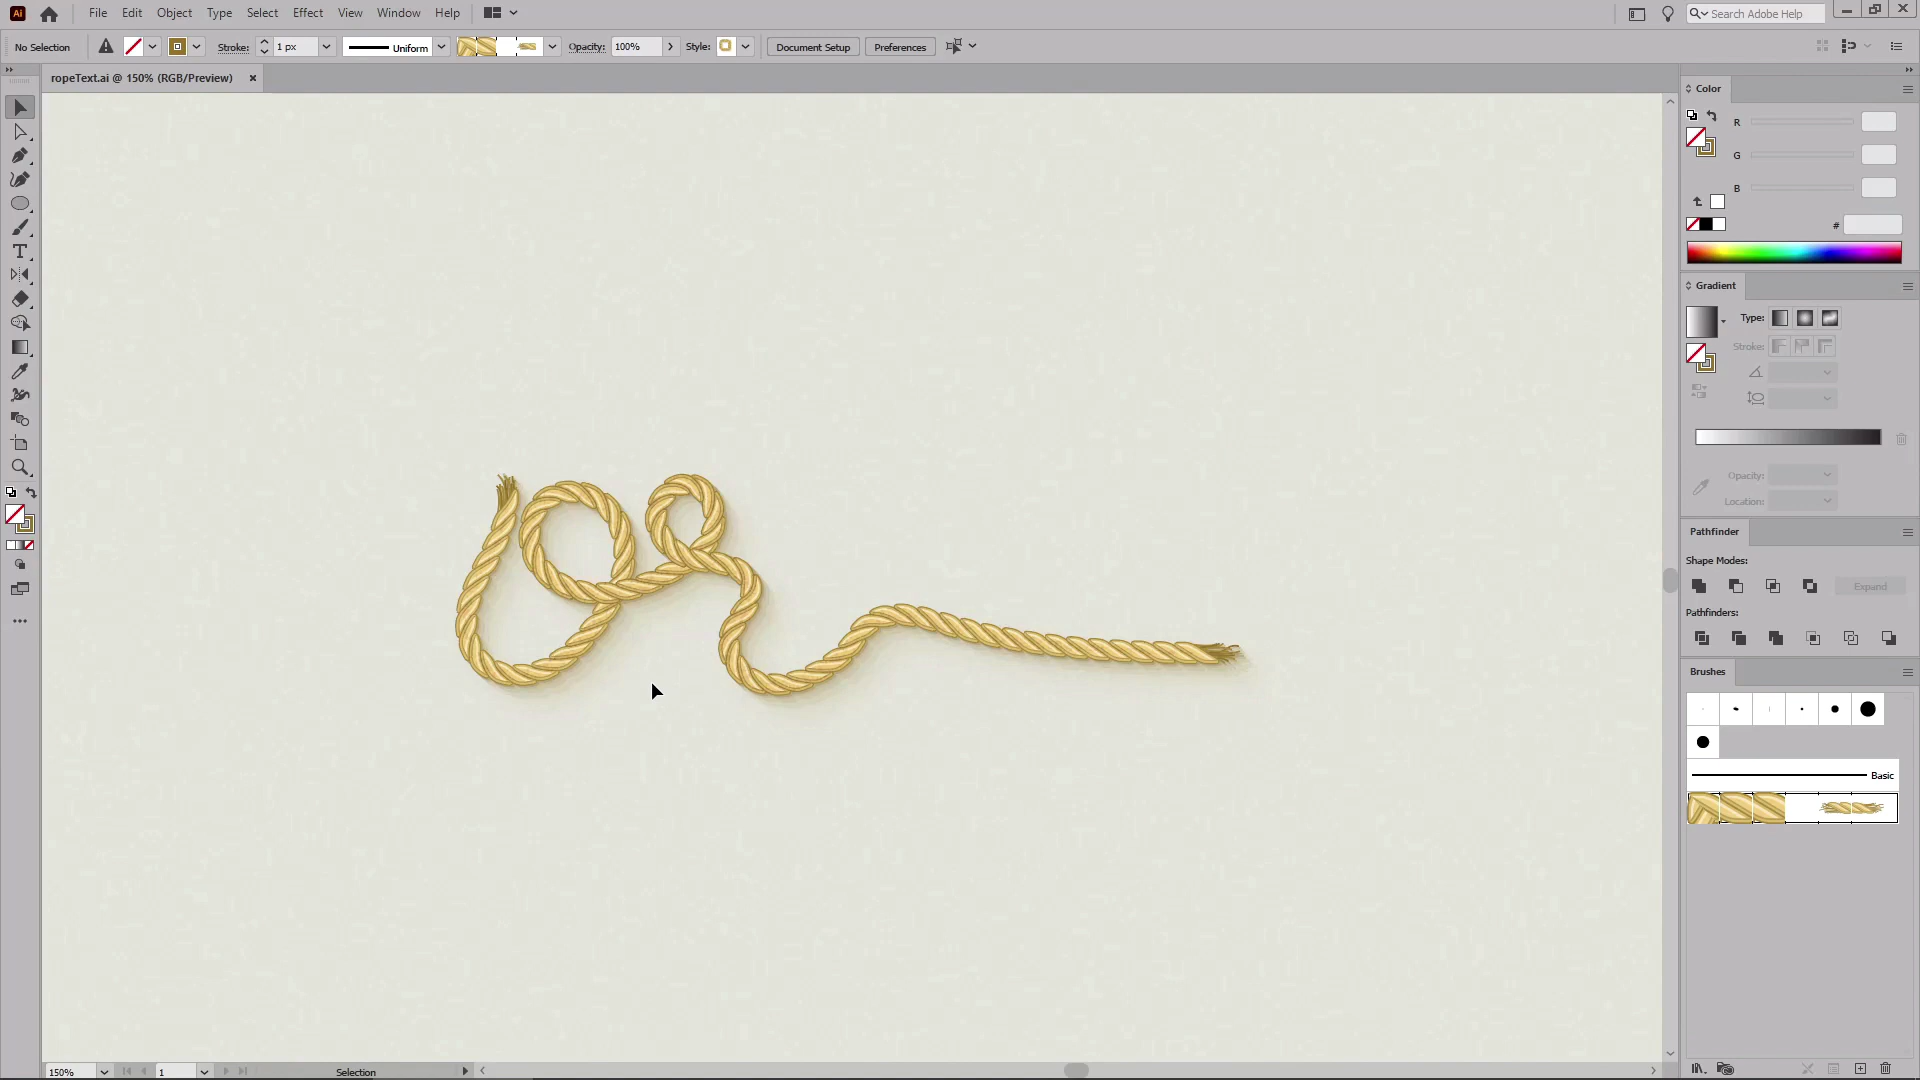 Ai File Edit Object Type Select Effect View Window Help Search Adobe Help
No Selection Stroke: 1 px Uniform Opacity: 100% Style: Document Setup Preferences
ropeText.ai @ 150% (RGB/Preview)
Color
R
G
B
#
Gradient
Type:
Stroke:
Opacity:
Location:
Pathfinder
Shape Modes:
Expand
Pathfinders:
Brushes
Basic
150% 1 Selection